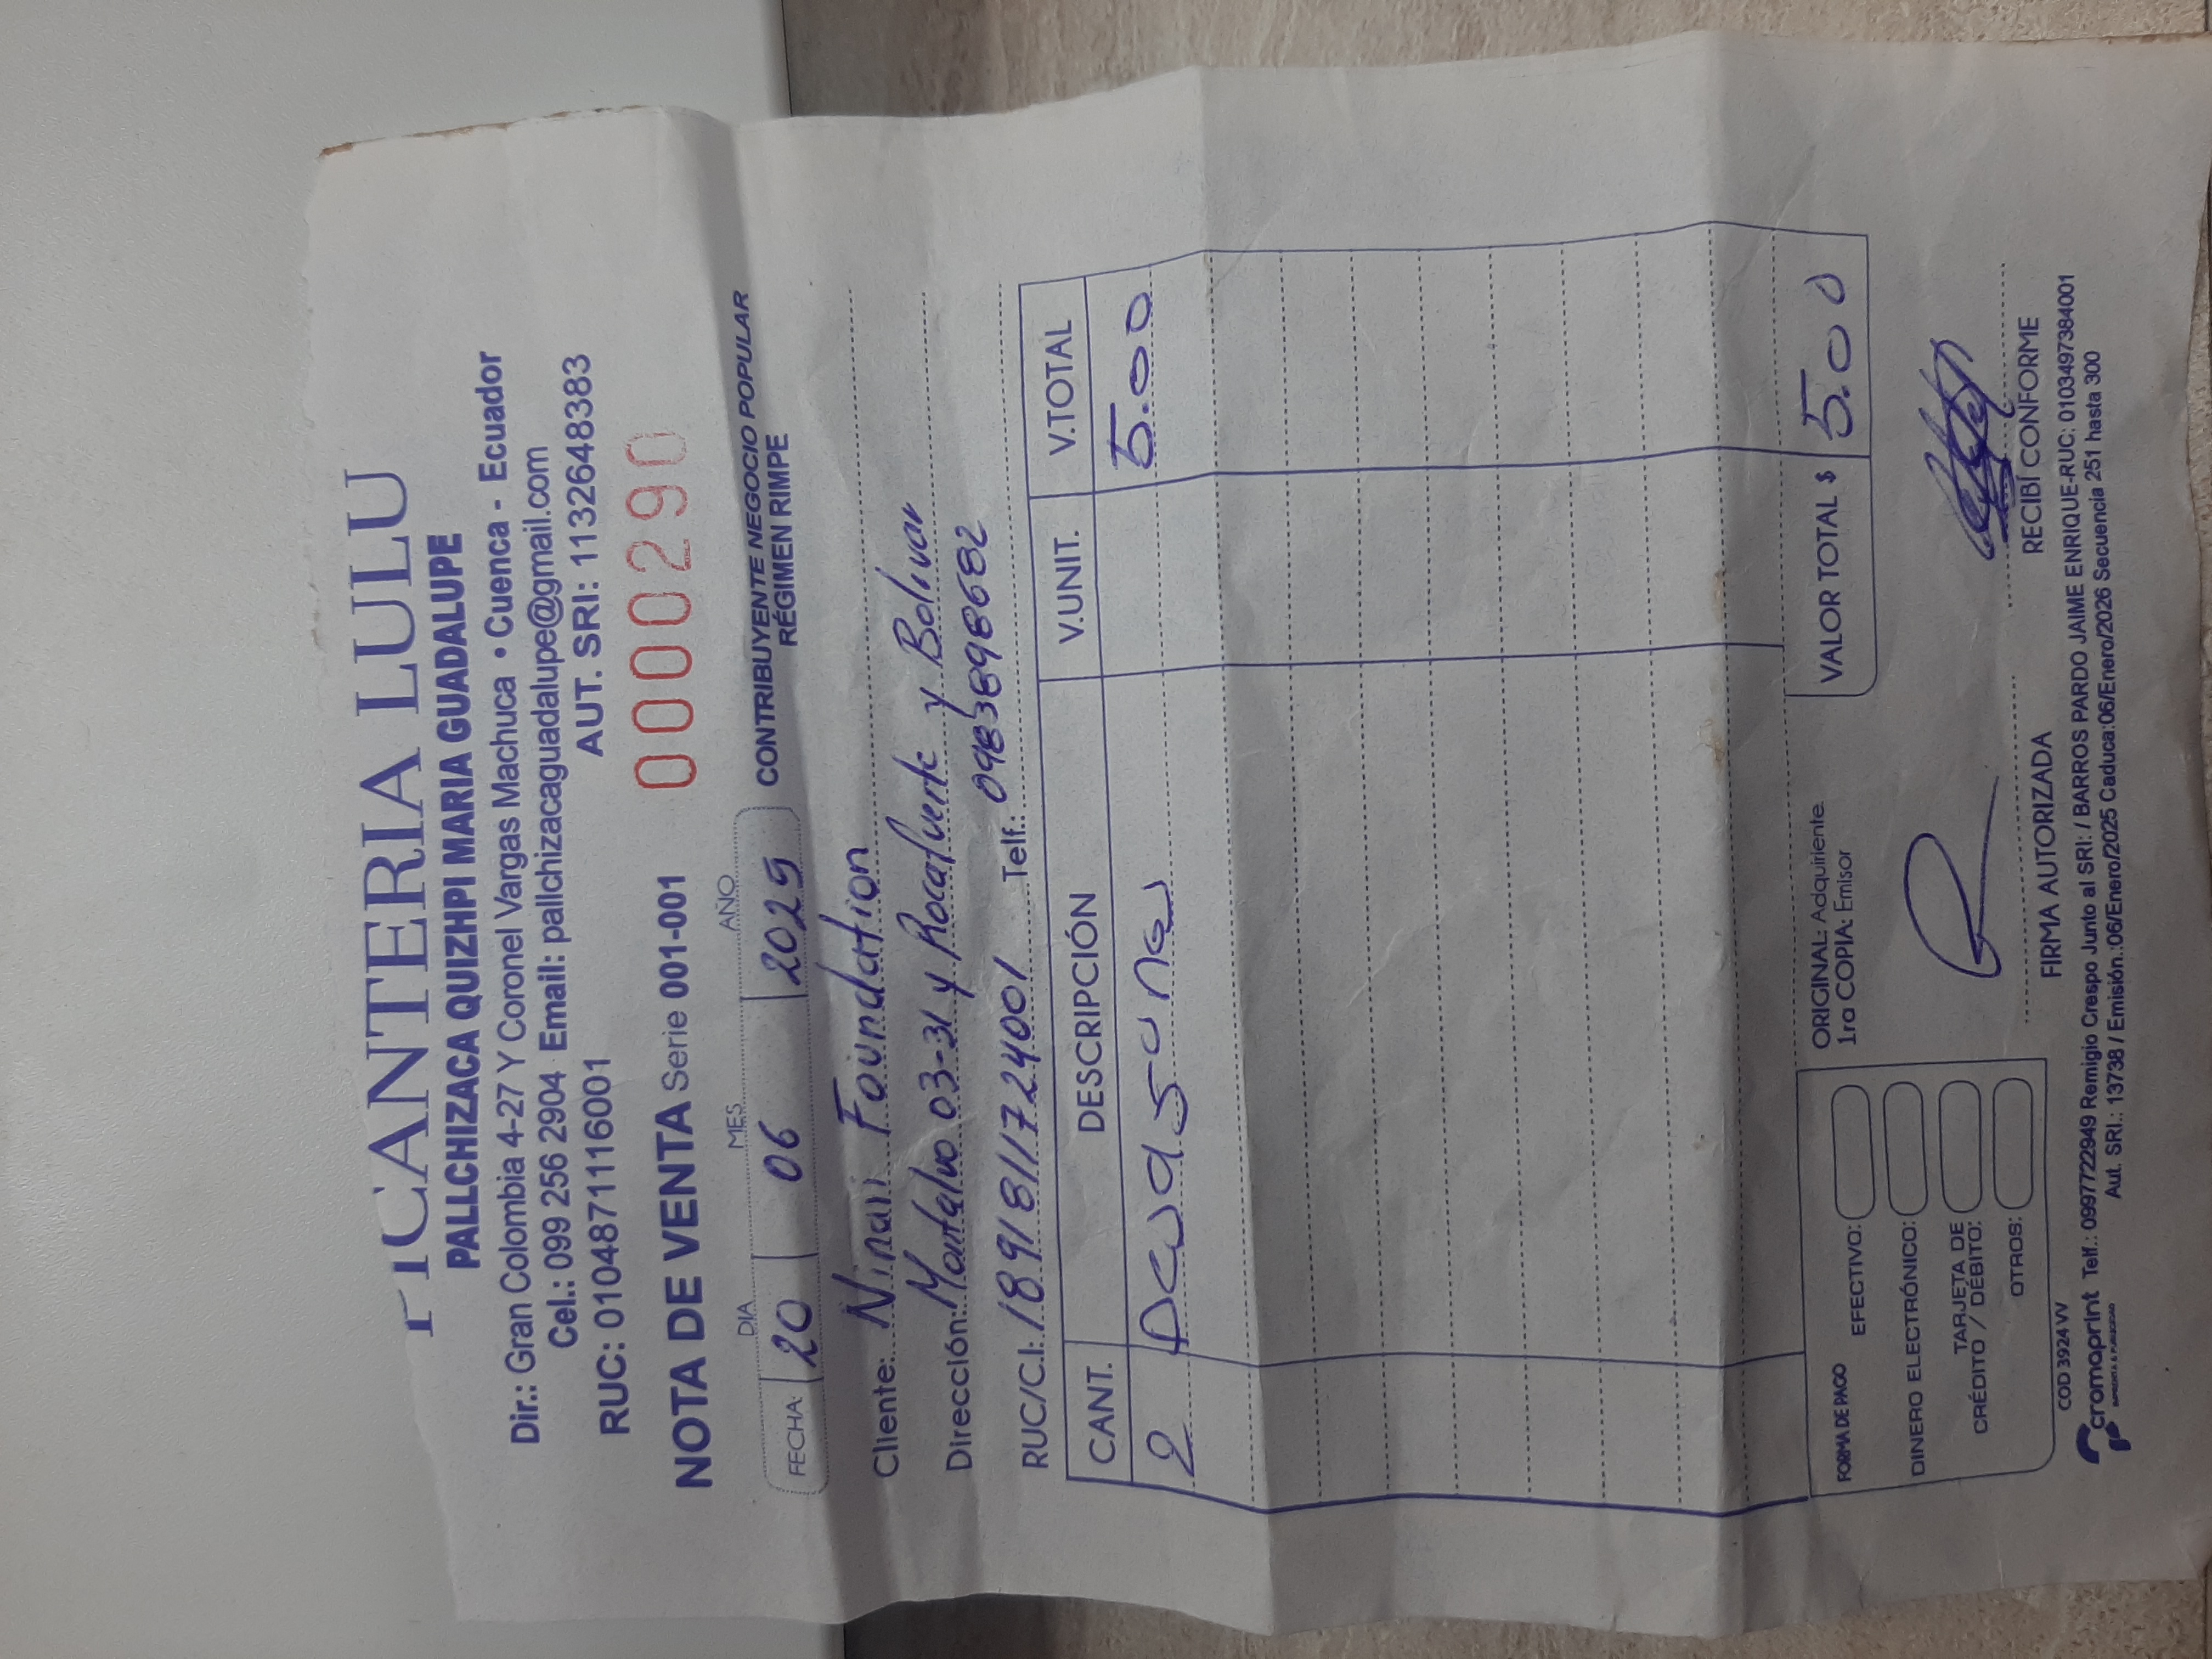 PICANTERIA LULU
PALLCHIZACA QUIZHPI MARIA GUADALUPE
Dir.: Gran Colombia 4-27 Y Coronel Vargas Machuca • Cuenca - Ecuador
Cel.: 099 256 2904 Email: pallchizacaguadalupe@gmail.com
RUC: 0104871116001 AUT. SRI: 1132648383
NOTA DE VENTA Serie 001-001 0000290
DIA MES AÑO
FECHA: 20 06 2025
CONTRIBUYENTE NEGOCIO POPULAR
RÉGIMEN RIMPE
Cliente: Foundation
Dirección: Montalvo 03-31 y Rocafuerte y Bolivar
RUC/C.I: 1891811724001 Telf.: 0983898682
CANT. DESCRIPCIÓN V.UNIT. V.TOTAL
2 5.00
FORMA DE PAGO
EFECTIVO:
DINERO ELECTRÓNICO:
TARJETA DE
CRÉDITO / DÉBITO:
OTROS:
ORIGINAL: Adquiriente
1ra COPIA: Emisor
VALOR TOTAL $ 5.00
FIRMA AUTORIZADA
RECIBÍ CONFORME
COD 3924 VV
cromaprint
IMPRENTA & PUBLICIDAD
Telf.: 0997722949 Remigio Crespo Junto al SRI: / BARROS PARDO JAIME ENRIQUE-RUC: 0103497384001
Aut. SRI.: 13738 / Emisión.:06/Enero/2025 Caduca:06/Enero/2026 Secuencia 251 hasta 300